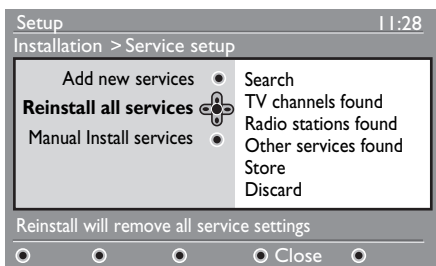 Setup 11:28
Installation > Service setup
Add new services
Reinstall all services
Manual Install services
Search
TV channels found
Radio stations found
Other services found
Store
Discard
Reinstall will remove all service settings
Close